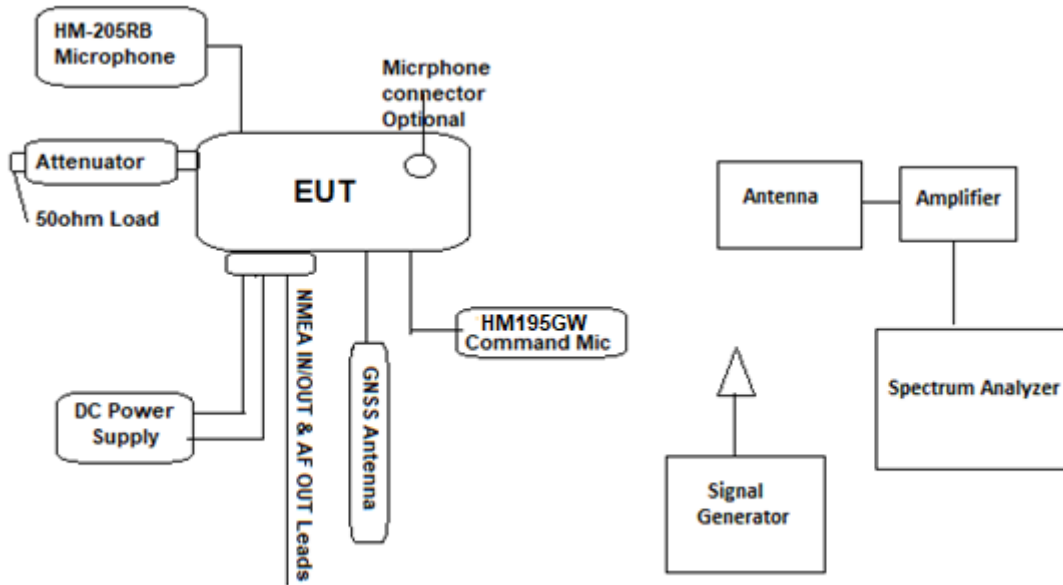 HM-205RB
Microphone
Micrphone
connector
Optional
Attenuator
EUT
50ohm Load
Antenna
Amplifier
NMEA IN/OUT & AF OUT Leads
HM195GW
Command Mic
GNSS Antenna
DC Power
Supply
Spectrum Analyzer
Signal
Generator